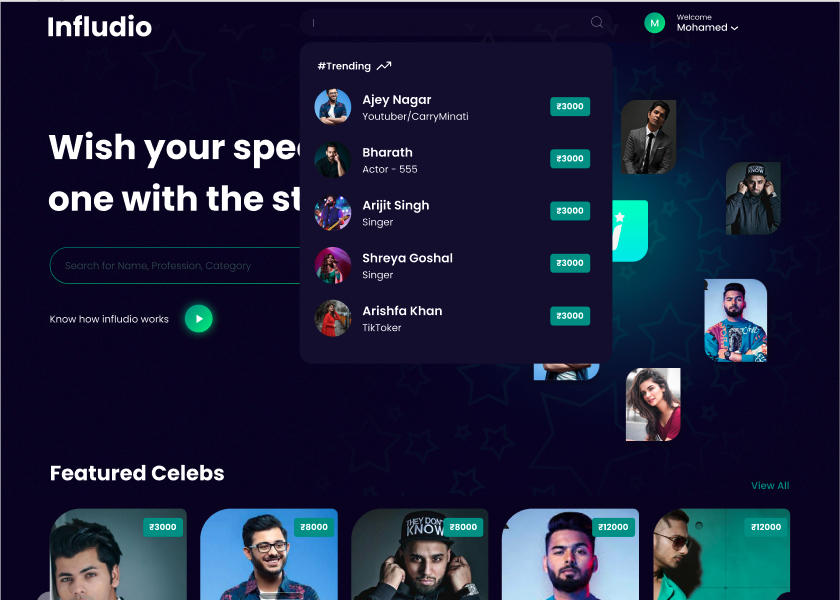 Infludio
M
Welcome
Mohamed
#Trending
Ajey Nagar
Youtuber/CarryMinati
₹3000
Bharath
Actor - 555
₹3000
Arijit Singh
Singer
₹3000
Shreya Goshal
Singer
₹3000
Arishfa Khan
TikToker
₹3000
Wish your spe
one with the st
Search for Name, Profession, Category
Know how infludio works
KNOW
Featured Celebs
View All
₹3000
₹8000
₹8000
₹12000
₹12000
THEY DON'T
KNOW